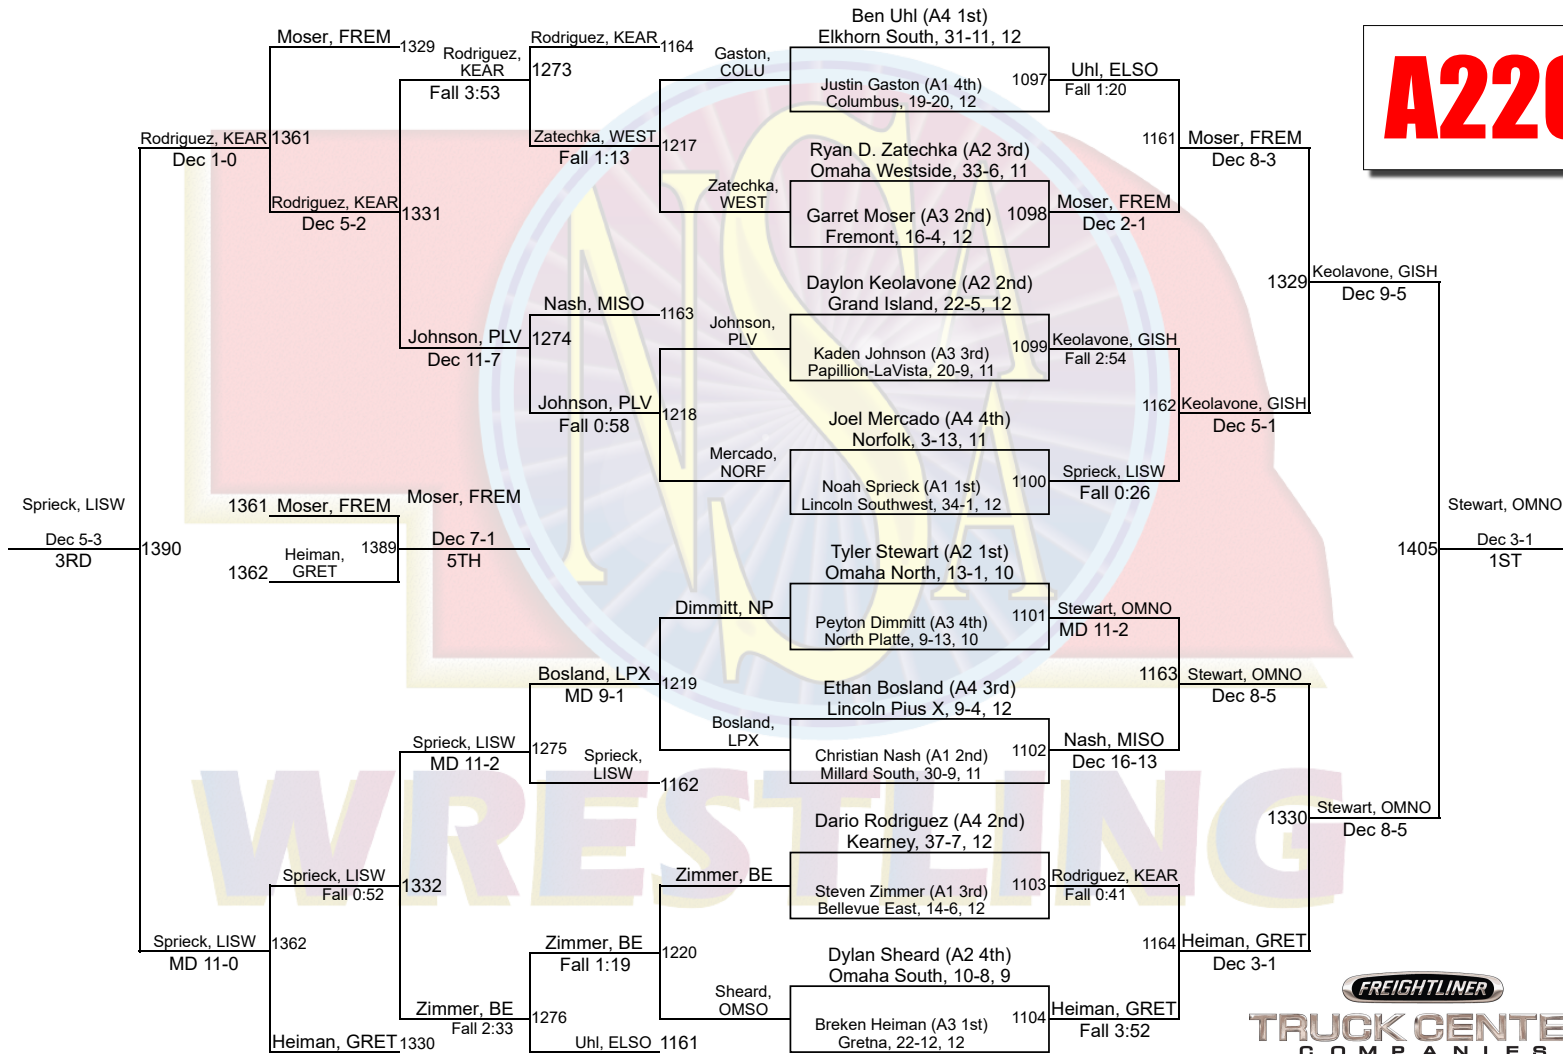 Ben Uhl (A4 1st)
Elkhorn South, 31-11, 12
Justin Gaston (A1 4th)
Columbus, 19-20, 12
1097
Ryan D. Zatechka (A2 3rd)
Omaha Westside, 33-6, 11
Garret Moser (A3 2nd)
Fremont, 16-4, 12
1098
Daylon Keolavone (A2 2nd)
Grand Island, 22-5, 12
Kaden Johnson (A3 3rd)
Papillion-LaVista, 20-9, 11
1099
Joel Mercado (A4 4th)
Norfolk, 3-13, 11
Noah Sprieck (A1 1st)
Lincoln Southwest, 34-1, 12
1100
Tyler Stewart (A2 1st)
Omaha North, 13-1, 10
Peyton Dimmitt (A3 4th)
North Platte, 9-13, 10
1101
Ethan Bosland (A4 3rd)
Lincoln Pius X, 9-4, 12
Christian Nash (A1 2nd)
Millard South, 30-9, 11
1102
Dario Rodriguez (A4 2nd)
Kearney, 37-7, 12
Steven Zimmer (A1 3rd)
Bellevue East, 14-6, 12
1103
Dylan Sheard (A2 4th)
Omaha South, 10-8, 9
Breken Heiman (A3 1st)
Gretna, 22-12, 12
1104
Uhl, ELSO
Fall 1:20
1161
Moser, FREM
Dec 2-1
Keolavone, GISH
Fall 2:54
1162
Sprieck, LISW
Fall 0:26
Stewart, OMNO
MD 11-2
1163
Nash, MISO
Dec 16-13
Rodriguez, KEAR
Fall 0:41
1164
Heiman, GRET
Fall 3:52
Moser, FREM
Dec 8-3
1329
Keolavone, GISH
Dec 5-1
Stewart, OMNO
Dec 8-5
1330
Heiman, GRET
Dec 3-1
Keolavone, GISH
Dec 9-5
1405
Stewart, OMNO
Dec 8-5
Stewart, OMNO
Dec 3-1
1ST
Gaston,
COLU
1217
Zatechka,
WEST
Johnson,
PLV
1218
Mercado,
NORF
Dimmitt, NP
1219
Bosland,
LPX
Zimmer, BE
1220
Sheard,
OMSO
Rodriguez, KEAR
1164
1273
Zatechka, WEST
Fall 1:13
Nash, MISO
1163
1274
Johnson, PLV
Fall 0:58
Bosland, LPX
MD 9-1
1275
Sprieck,
LISW
1162
Zimmer, BE
Fall 1:19
1276
Uhl, ELSO
1161
Rodriguez,
KEAR
Fall 3:53
1331
Johnson, PLV
Dec 11-7
Sprieck, LISW
MD 11-2
1332
Zimmer, BE
Fall 2:33
Moser, FREM
1329
1361
Rodriguez, KEAR
Dec 5-2
Sprieck, LISW
Fall 0:52
1362
Heiman, GRET
1330
Rodriguez, KEAR
Dec 1-0
1390
Sprieck, LISW
MD 11-0
Sprieck, LISW
Dec 5-3
3RD
1361
Moser, FREM
1389
1362
Heiman,
GRET
Moser, FREM
Dec 7-1
5TH
NSAA
WRESTLING
FREIGHTLINER
TRUCK CENTE
COMPANIES